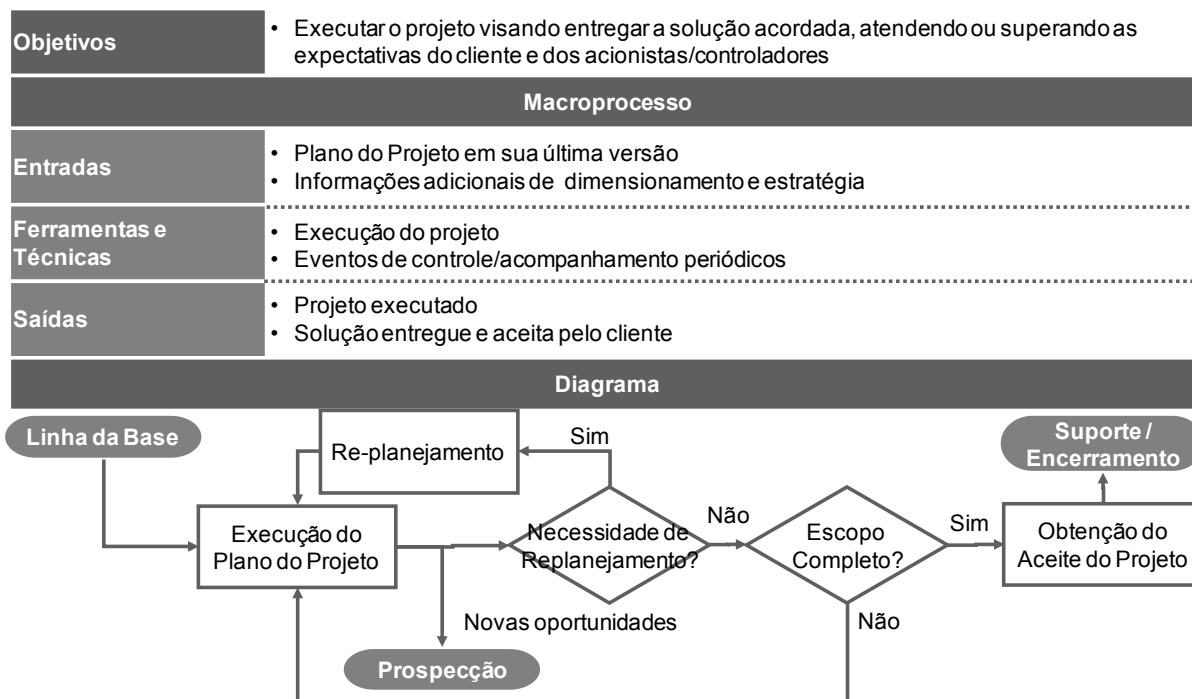 Objetivos
• Executar o projeto visando entregar a solução acordada, atendendo ou superando as
expectativas do cliente e dos acionistas/controladores
Macroprocesso
Entradas
• Plano do Projeto em sua última versão
• Informações adicionais de dimensionamento e estratégia
Ferramentas e
Técnicas
• Execução do projeto
• Eventos de controle/acompanhamento periódicos
Saídas
• Projeto executado
• Solução entregue e aceita pelo cliente
Diagrama
Linha da Base
Re-planejamento
Sim
Suporte /
Encerramento
Execução do
Plano do Projeto
Necessidade de
Replanejamento?
Não
Escopo
Completo?
Sim
Obtenção do
Aceite do Projeto
Novas oportunidades
Não
Prospecção